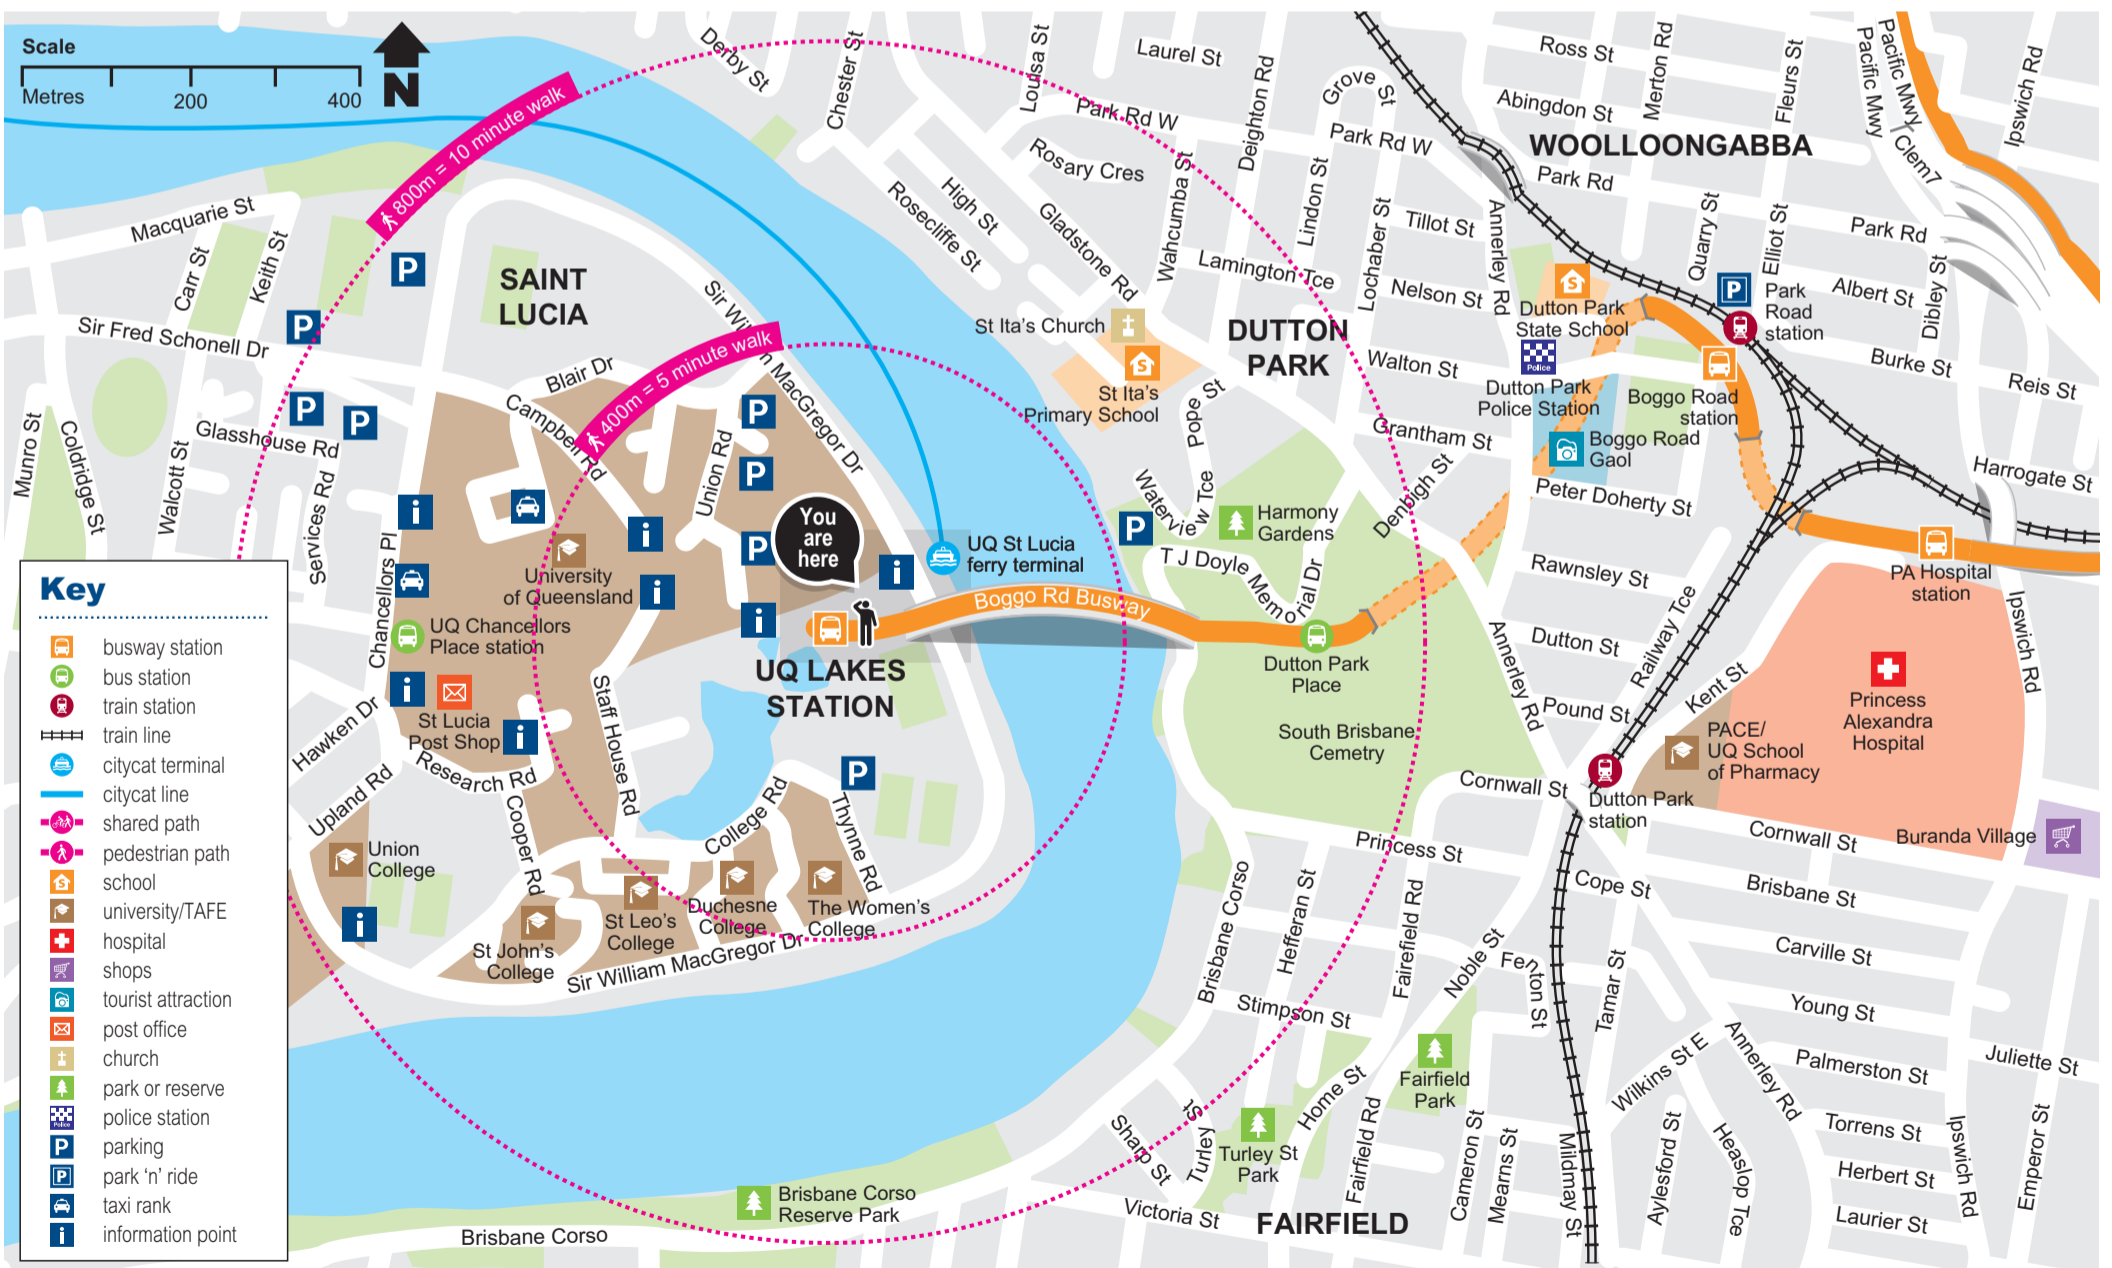 Scale
Metres
200
400
N
800m = 10 minute walk
400m = 5 minute walk
Derby St
Chester St
Louisa St
Laurel St
Deighton Rd
Grove St
Ross St
Merton Rd
Fleurs St
Pacific Mwy
Pacific Mwy
Clem7
Ipswich Rd
Abingdon St
WOOLLOONGABBA
Park Rd W
Park Rd W
Park Rd
Park Rd
Rosary Cres
Rosecliffe St
High St
Gladstone Rd
Wahcumba St
Lindon St
Lochaber St
Tillot St
Annerley Rd
Quarry St
Elliot St
Albert St
Dibley St
Macquarie St
Carr St
Keith St
SAINT
LUCIA
Sir William MacGregor Dr
Lamington Tce
Nelson St
Dutton Park
State School
Park
Road
station
St Ita's Church
DUTTON
PARK
Walton St
Police
Dutton Park
Police Station
Boggo Road
station
Burke St
Reis St
Sir Fred Schonell Dr
Blair Dr
Campbell Rd
Union Rd
St Ita's
Primary School
Pope St
Grantham St
Boggo Road
Gaol
Harrogate St
Munro St
Coldridge St
Glasshouse Rd
Walcott St
Services Rd
Chancellors Pl
Waterview Tce
Harmony
Gardens
Denbigh St
Peter Doherty St
You
are
here
UQ St Lucia
ferry terminal
T J Doyle Memorial Dr
Rawnsley St
PA Hospital
station
University
of Queensland
Boggo Rd Busway
UQ Chancellors
Place station
UQ LAKES
STATION
Dutton Park
Place
Annerley Rd
Dutton St
Railway Tce
Kent St
Ipswich Rd
Princess
Alexandra
Hospital
St Lucia
Post Shop
Staff House Rd
South Brisbane
Cemetry
Pound St
PACE/
UQ School
of Pharmacy
Hawken Dr
Research Rd
Upland Rd
Cooper Rd
College Rd
Thynne Rd
Cornwall St
Dutton Park
station
Cornwall St
Buranda Village
Union
College
Princess St
Cope St
Brisbane St
St John's
College
St Leo's
College
Duchesne
College
The Women's
College
Sir William MacGregor Dr
Brisbane Corso
Hefferan St
Fairefield Rd
Noble St
Fenton St
Tamar St
Carville St
Stimpson St
Young St
Fairfield
Park
Home St
Wilkins St E
Annerley Rd
Palmerston St
Juliette St
Sharp St
Turley St
Turley St
Park
Fairfield Rd
Cameron St
Mearns St
Mildmay St
Aylesford St
Heaslop Tce
Torrens St
Herbert St
Laurier St
Ipswich Rd
Emperor St
Brisbane Corso
Reserve Park
Brisbane Corso
Victoria St
FAIRFIELD
Key
busway station
bus station
train station
train line
citycat terminal
citycat line
shared path
pedestrian path
school
university/TAFE
hospital
shops
tourist attraction
post office
church
park or reserve
Police
police station
P
parking
P
park 'n' ride
taxi rank
i
information point